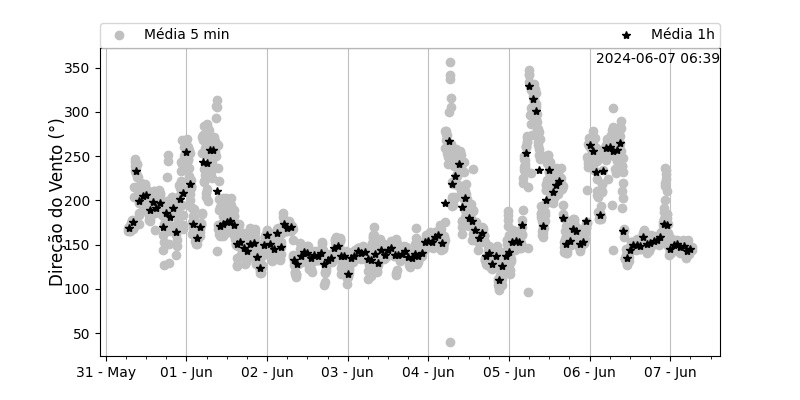 Média 5 min
Média 1h
2024-06-07 06:39
Direção do Vento (°)
350
300
250
200
150
100
50
31 - May
01 - Jun
02 - Jun
03 - Jun
04 - Jun
05 - Jun
06 - Jun
07 - Jun